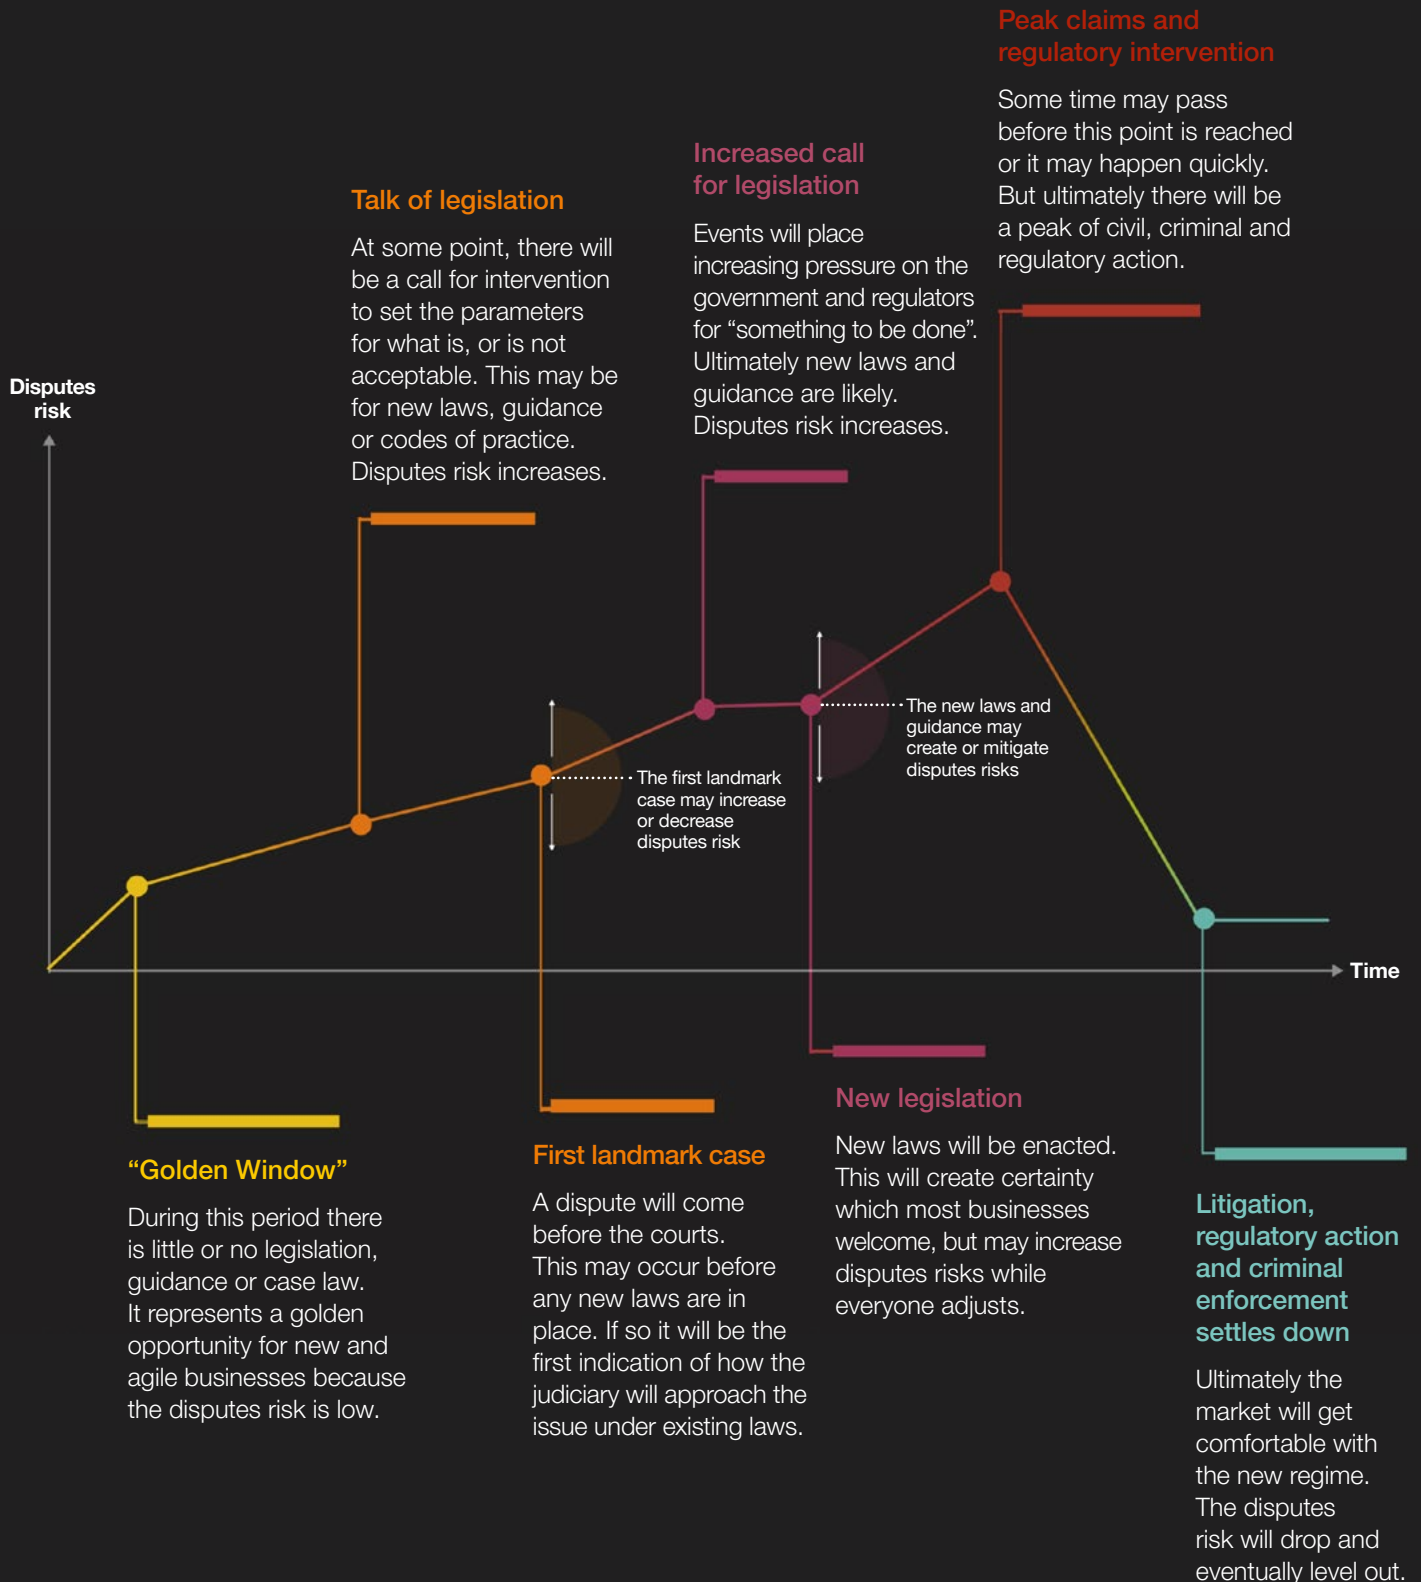 Peak claims and
regulatory intervention
Some time may pass
before this point is reached
or it may happen quickly.
But ultimately there will be
a peak of civil, criminal and
regulatory action.
Increased call
for legislation
Events will place
increasing pressure on the
government and regulators
for “something to be done”.
Ultimately new laws and
guidance are likely.
Disputes risk increases.
Talk of legislation
At some point, there will
be a call for intervention
to set the parameters
for what is, or is not
acceptable. This may be
for new laws, guidance
or codes of practice.
Disputes risk increases.
Disputes
risk
The new laws and
guidance may
create or mitigate
disputes risks
The first landmark
case may increase
or decrease
disputes risk
Time
“Golden Window”
During this period there
is little or no legislation,
guidance or case law.
It represents a golden
opportunity for new and
agile businesses because
the disputes risk is low.
First landmark case
A dispute will come
before the courts.
This may occur before
any new laws are in
place. If so it will be the
first indication of how the
judiciary will approach the
issue under existing laws.
New legislation
New laws will be enacted.
This will create certainty
which most businesses
welcome, but may increase
disputes risks while
everyone adjusts.
Litigation,
regulatory action
and criminal
enforcement
settles down
Ultimately the
market will get
comfortable with
the new regime.
The disputes
risk will drop and
eventually level out.